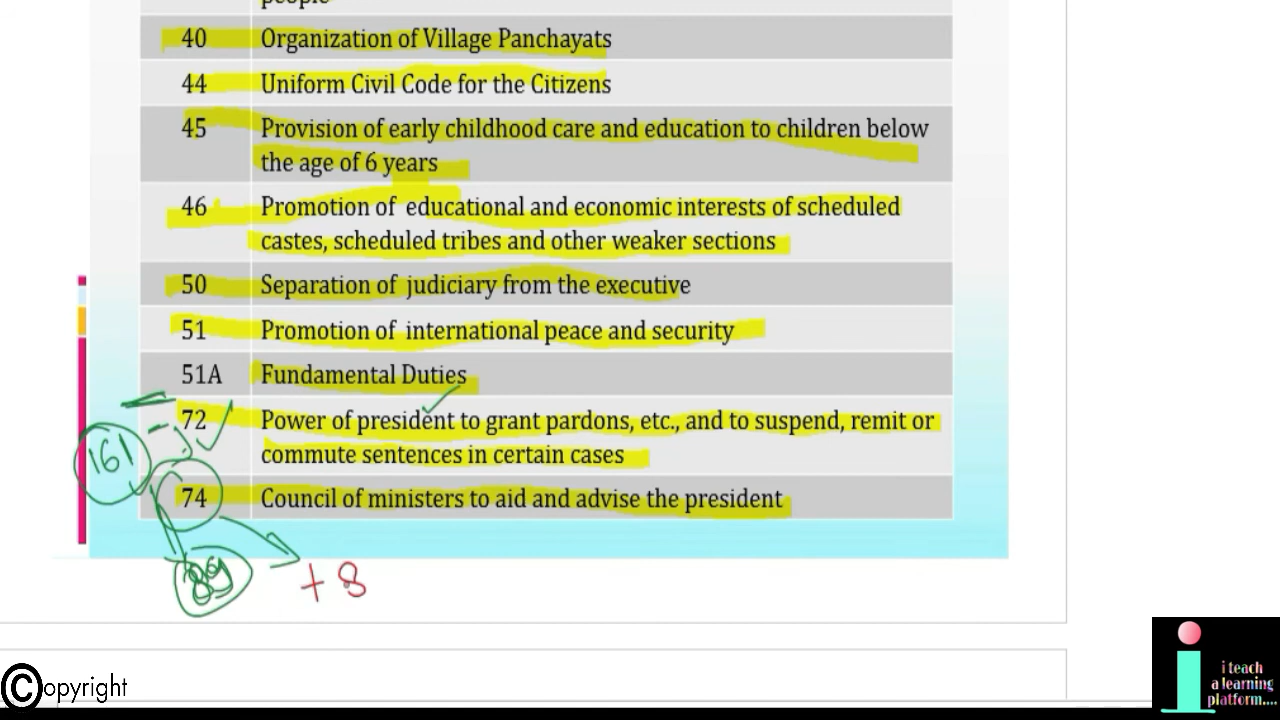 people
40 Organization of Village Panchayats
44 Uniform Civil Code for the Citizens
45 Provision of early childhood care and education to children below
the age of 6 years
46 Promotion of educational and economic interests of scheduled
castes, scheduled tribes and other weaker sections
50 Separation of judiciary from the executive
51 Promotion of international peace and security
51A Fundamental Duties
72 Power of president to grant pardons, etc., and to suspend, remit or
commute sentences in certain cases
161
74 Council of ministers to aid and advise the president
89
+8
Copyright
i teach
a learning
platform....